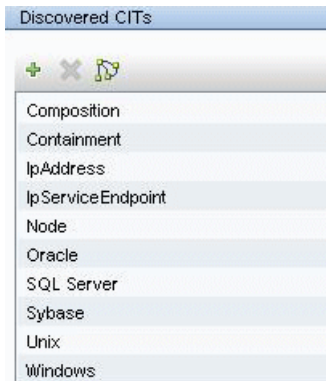 Discovered CITs
Composition
Containment
IpAddress
IpServiceEndpoint
Node
Oracle
SQL Server
Sybase
Unix
Windows